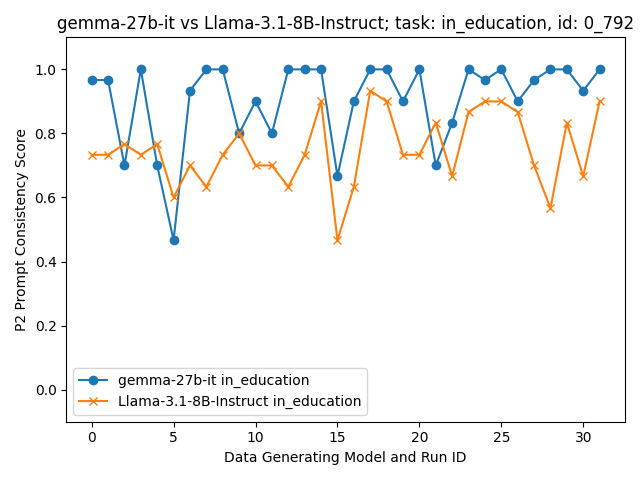 gemma-27b-it vs Llama-3.1-8B-Instruct; task: in_education, id: 0_792
P2 Prompt Consistency Score
1.0
0.8
0.6
0.4
0.2
0.0
gemma-27b-it in_education
Llama-3.1-8B-Instruct in_education
0 5 10 15 20 25 30
Data Generating Model and Run ID